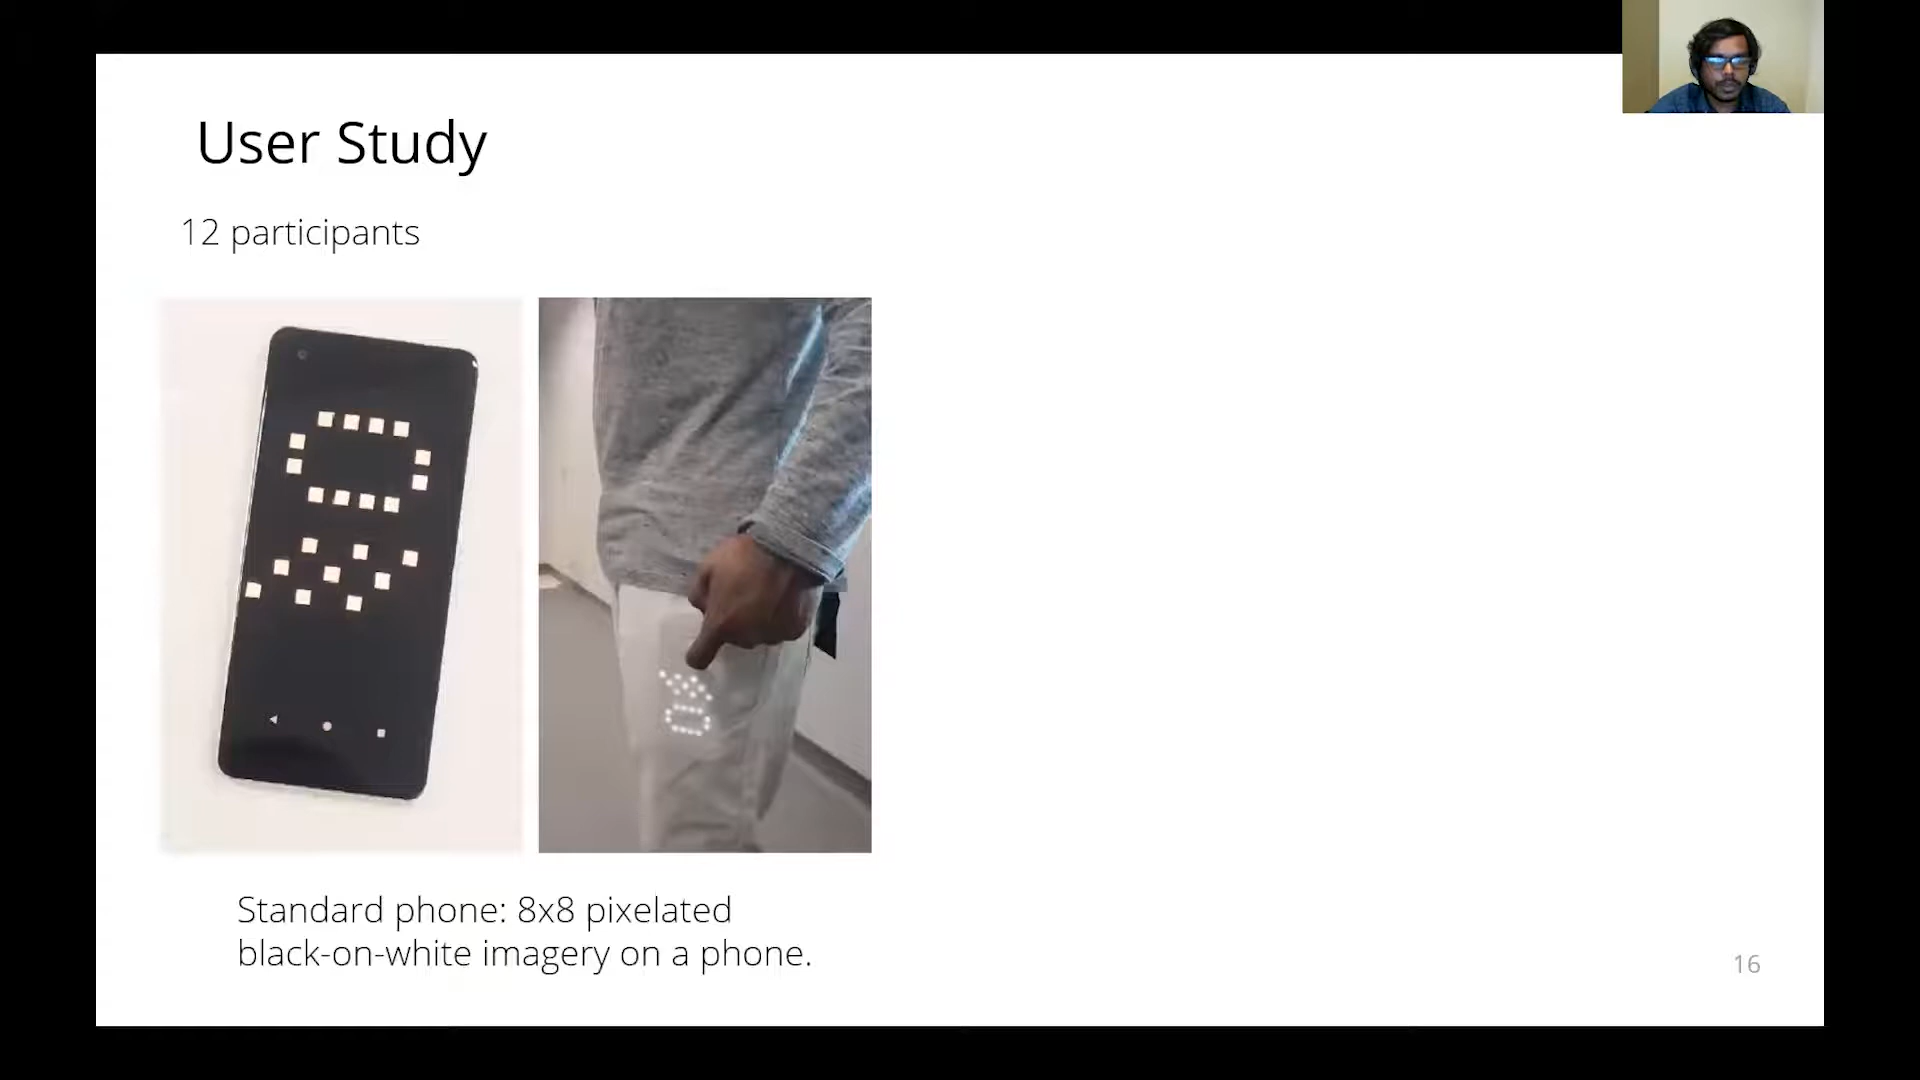 User Study
12 participants
Standard phone: 8x8 pixelated
black-on-white imagery on a phone.
16